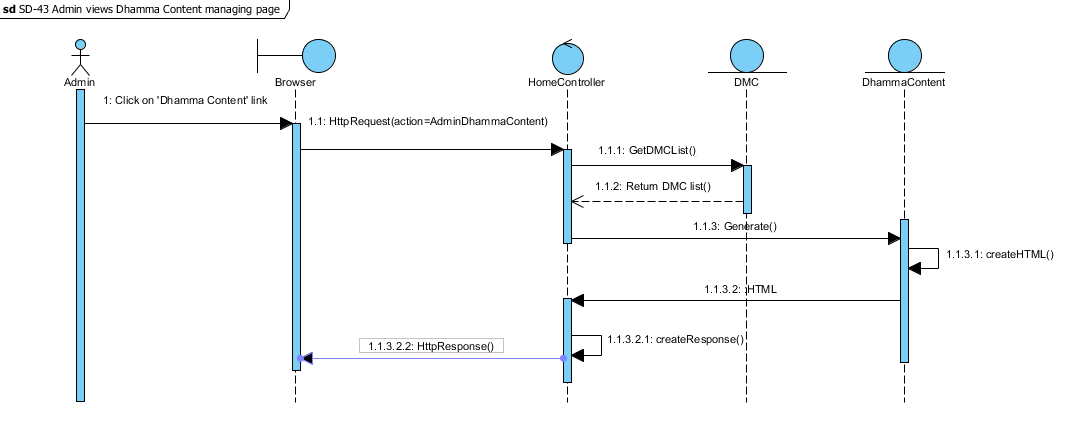 sd SD-43 Admin views Dhamma Content managing page
Admin
Browser
HomeController
DMC
DhammaContent
1: Click on 'Dhamma Content' link
1.1: HttpRequest(action=AdminDhammaContent)
1.1.1: GetDMCList()
1.1.2: Return DMC list()
1.1.3: Generate()
1.1.3.1: createHTML()
1.1.3.2: HTML
1.1.3.2.1: createResponse()
1.1.3.2.2: HttpResponse()